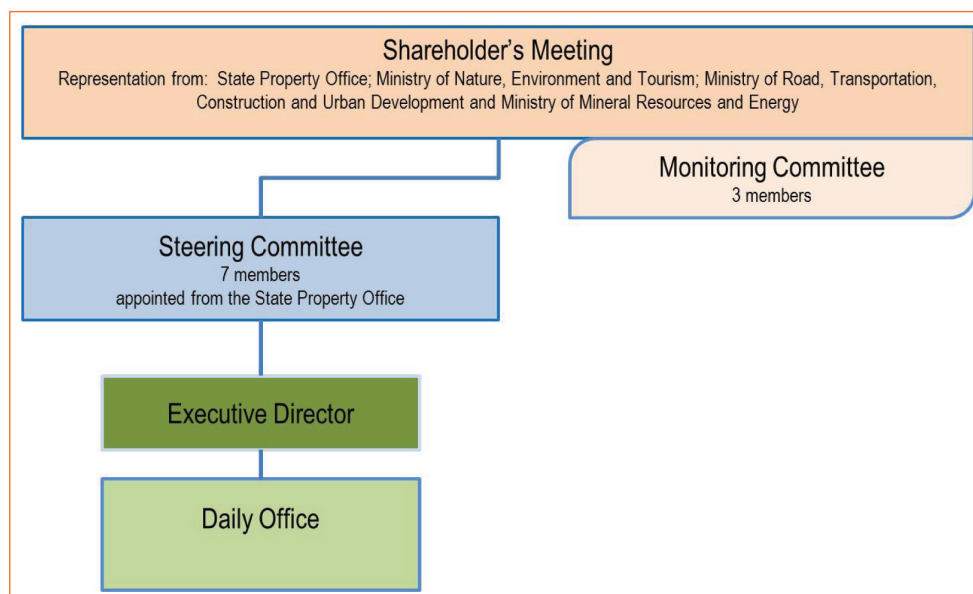 Shareholder's Meeting
Representation from: State Property Office; Ministry of Nature, Environment and Tourism; Ministry of Road, Transportation,
Construction and Urban Development and Ministry of Mineral Resources and Energy
Monitoring Committee
3 members
Steering Committee
7 members
appointed from the State Property Office
Executive Director
Daily Office